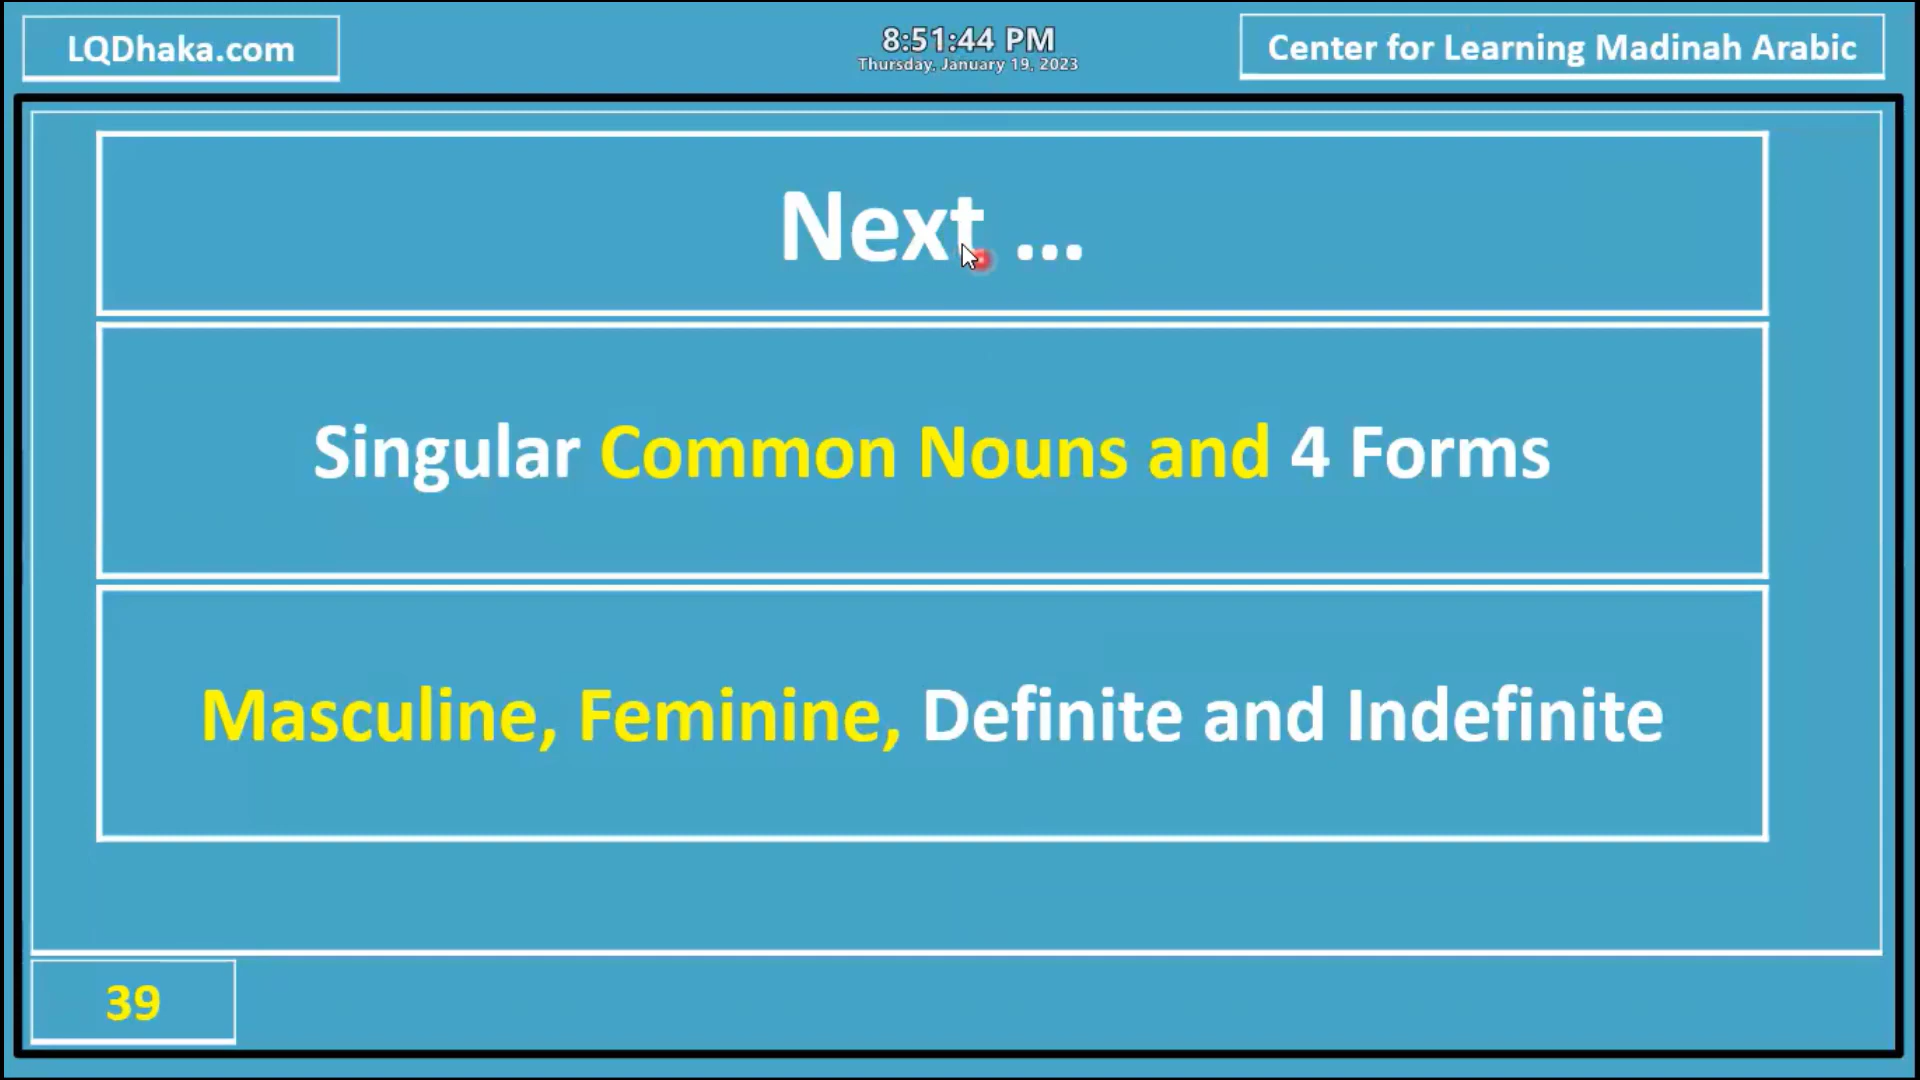 LQDhaka.com
8:51:44 PM
Thursday, January 19, 2023
Center for Learning Madinah Arabic
Next ...
Singular Common Nouns and 4 Forms
Masculine, Feminine, Definite and Indefinite
39